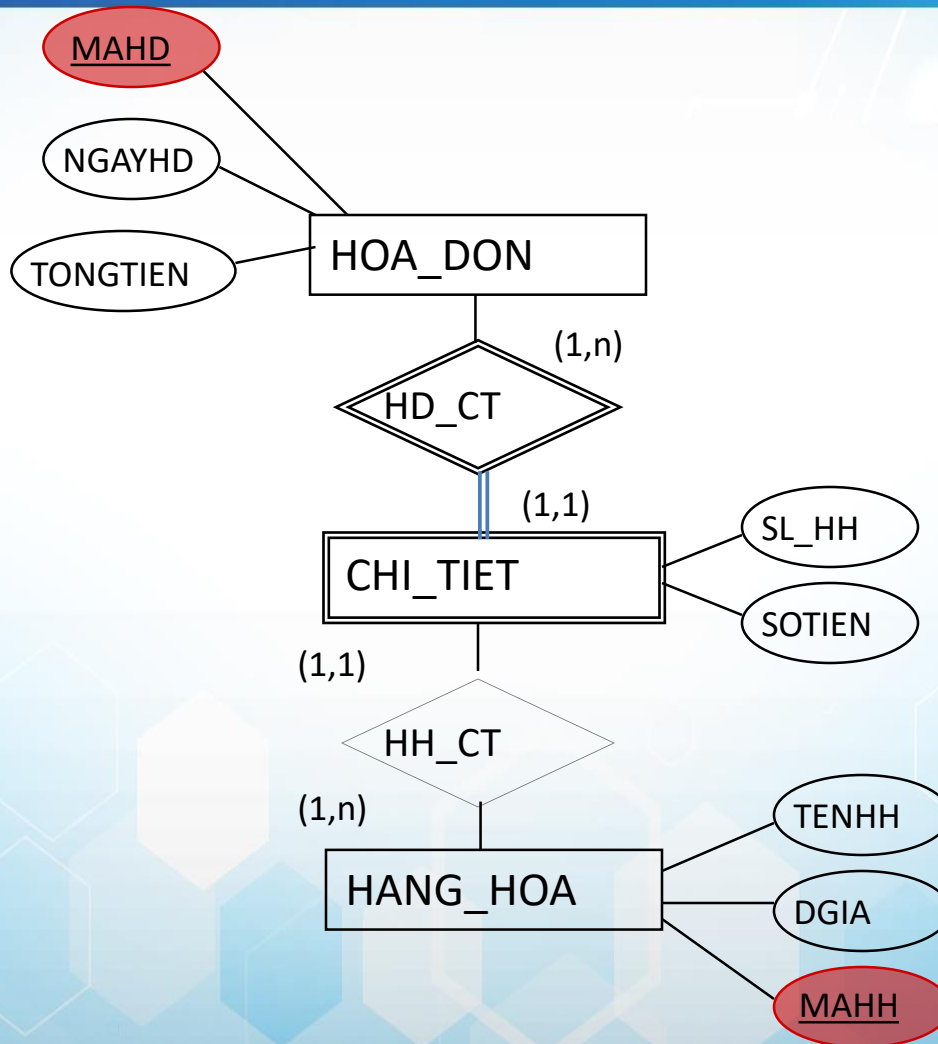 MAHD
NGAYHD
TONGTIEN
HOA_DON
(1,n)
HD_CT
(1,1)
CHI_TIET
SL_HH
SOTIEN
(1,1)
HH_CT
(1,n)
HANG_HOA
TENHH
DGIA
MAHH